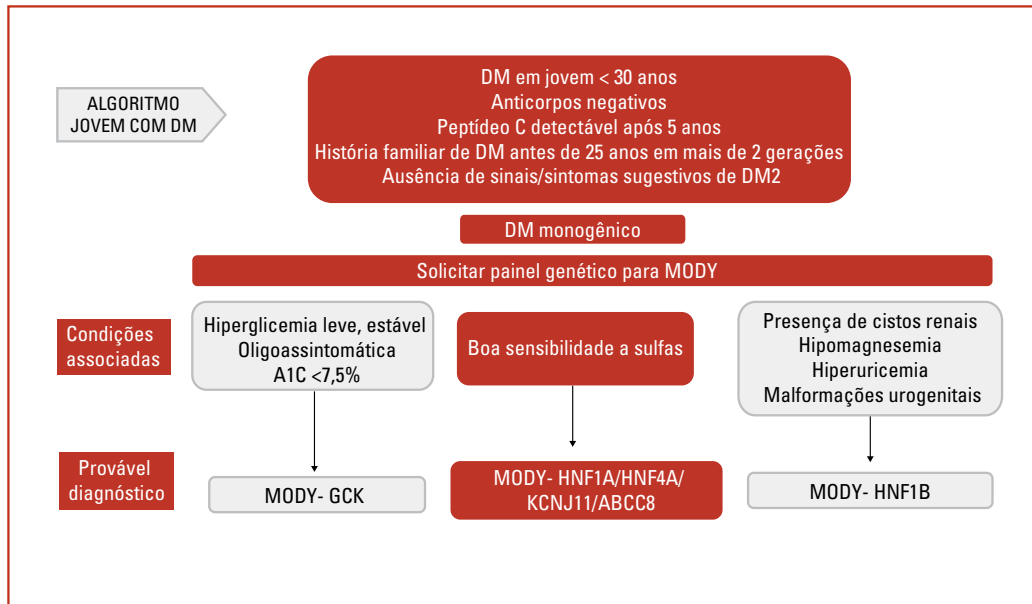 ALGORITMO
JOVEM COM DM
DM em jovem < 30 anos
Anticorpos negativos
Peptídeo C detectável após 5 anos
História familiar de DM antes de 25 anos em mais de 2 gerações
Ausência de sinais/sintomas sugestivos de DM2
DM monogênico
Solicitar painel genético para MODY
Condições
associadas
Hiperglicemia leve, estável
Oligoassintomática
A1C <7,5%
Boa sensibilidade a sulfas
Presença de cistos renais
Hipomagnesemia
Hiperuricemia
Malformações urogenitais
Provável
diagnóstico
MODY- GCK
MODY- HNF1A/HNF4A/
KCNJ11/ABCC8
MODY- HNF1B